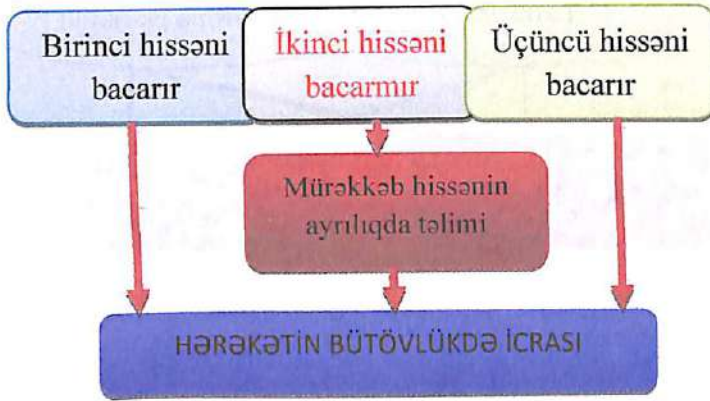 Birinci hissəni
bacarır
İkinci hissəni
bacarmır
Üçüncü hissəni
bacarır
Mürəkkəb hissənin
ayrılıqda təlimi
HƏRƏKƏTİN BÜTÖVLÜKDƏ İCRASI